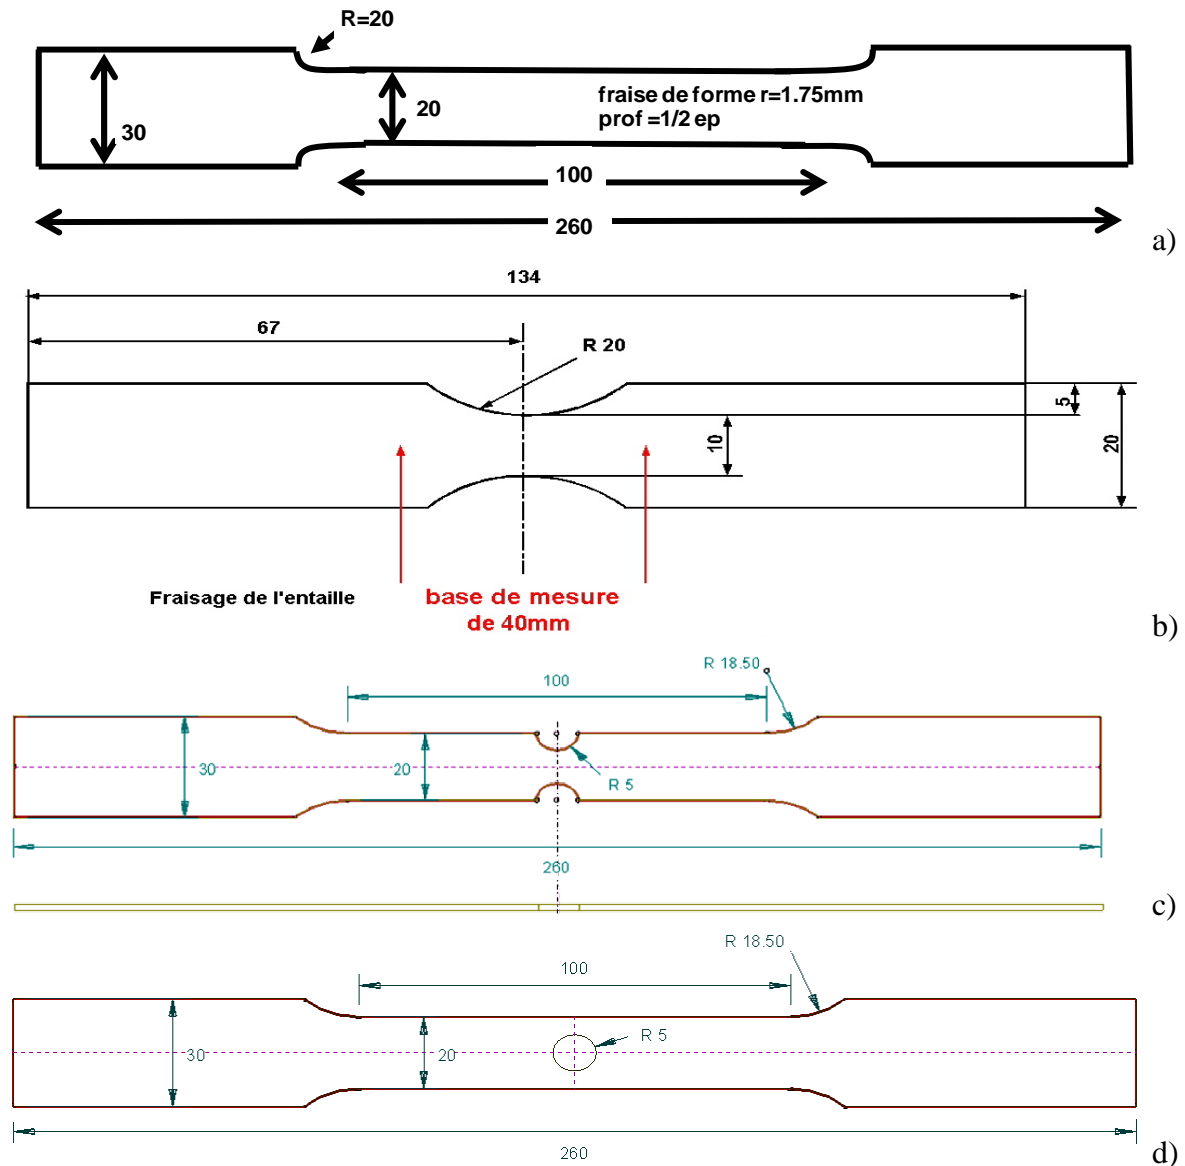 R=20
fraise de forme r=1.75mm
prof =1/2 ep
20
30
100
260
a)
134
67
R 20
5
10
20
Fraisage de l'entaille
base de mesure
de 40mm
b)
R 18.50
100
30
20
R 5
260
c)
R 18.50
100
R 5
30
20
260
d)